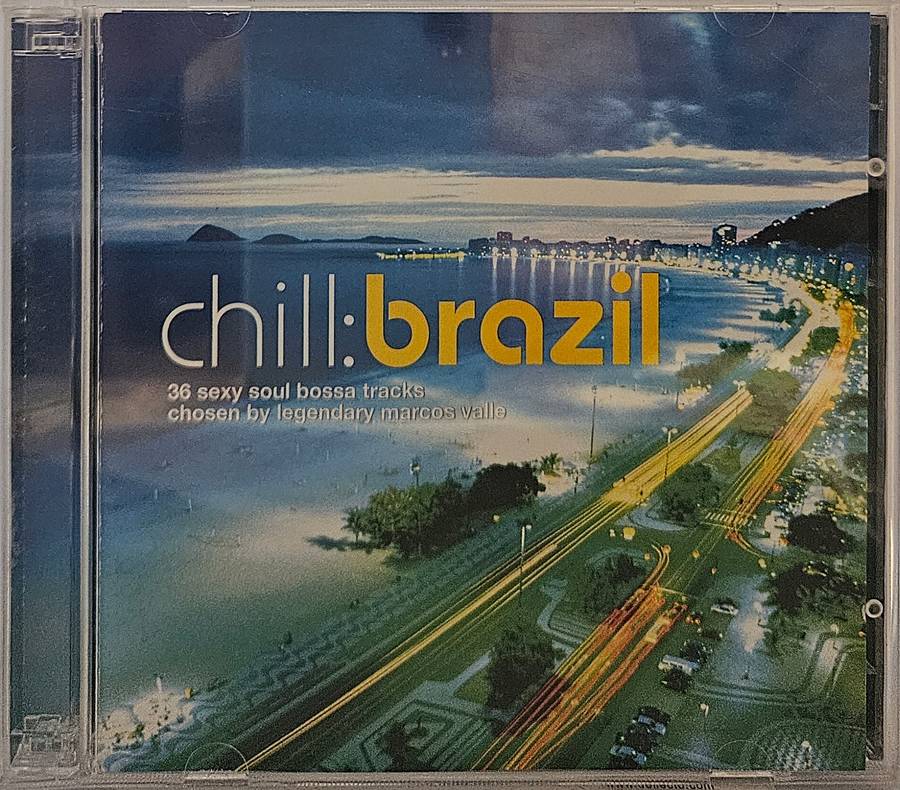 chill:brazil
36 sexy soul bossa tracks
chosen by legendary marcos valle